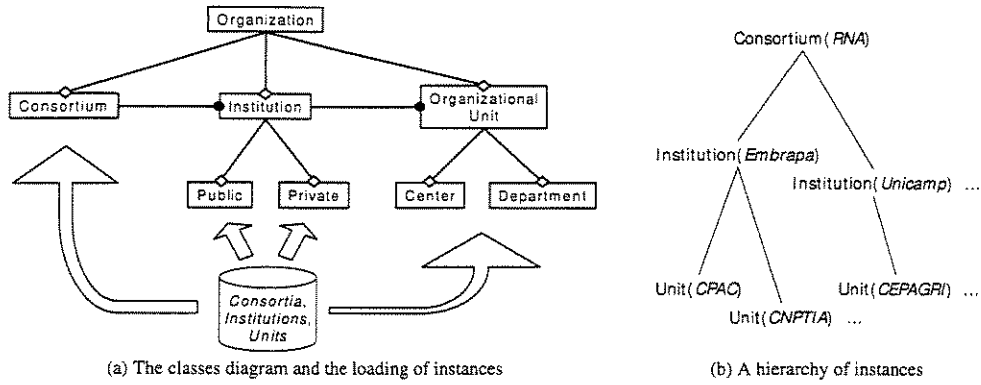 Organization
Consortium
Institution
Organizational
Unit
Public
Private
Center
Department
Consortia,
Institutions,
Units
(a) The classes diagram and the loading of instances
Consortium(RNA)
Institution(Embrapa)
Institution(Unicamp) ...
Unit(CPAC)
Unit(CEPAGRI) ...
Unit(CNPTIA) ...
(b) A hierarchy of instances